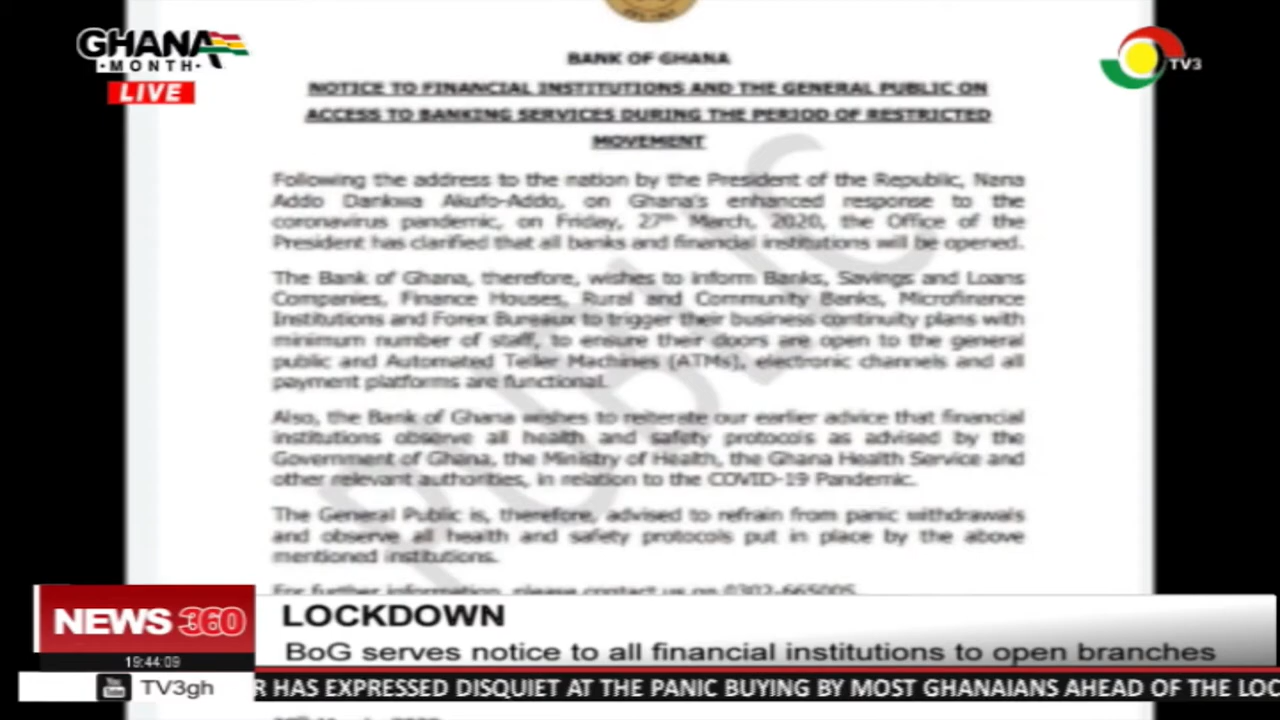 GHANA
·MONTH·
LIVE
TV3
BANK OF GHANA
NOTICE TO FINANCIAL INSTITUTIONS AND THE GENERAL PUBLIC ON
ACCESS TO BANKING SERVICES DURING THE PERIOD OF RESTRICTED
MOVEMENT
Following the address to the nation by the President of the Republic, Nana
Addo Dankwa Akufo-Addo, on Ghana's enhanced response to the
coronavirus pandemic, on Friday, 27th March, 2020, the Office of the
President has clarified that all banks and financial institutions will be opened.
The Bank of Ghana, therefore, wishes to inform Banks, Savings and Loans
Companies, Finance Houses, Rural and Community Banks, Microfinance
Institutions and Forex Bureaux to trigger their business continuity plans with
minimum number of staff, to ensure their doors are open to the general
public and Automated Teller Machines (ATMs), electronic channels and all
payment platforms are functional.
Also, the Bank of Ghana wishes to reiterate our earlier advice that financial
institutions observe all health and safety protocols as advised by the
Government of Ghana, the Ministry of Health, the Ghana Health Service and
other relevant authorities, in relation to the COVID-19 Pandemic.
The General Public is, therefore, advised to refrain from panic withdrawals
and observe all health and safety protocols put in place by the above
mentioned institutions.
For further information, please contact us on 0302-665005
NEWS 360
LOCKDOWN
BoG serves notice to all financial institutions to open branches
19:44:09
You Tube
TV3gh
R HAS EXPRESSED DISQUIET AT THE PANIC BUYING BY MOST GHANAIANS AHEAD OF THE LOC